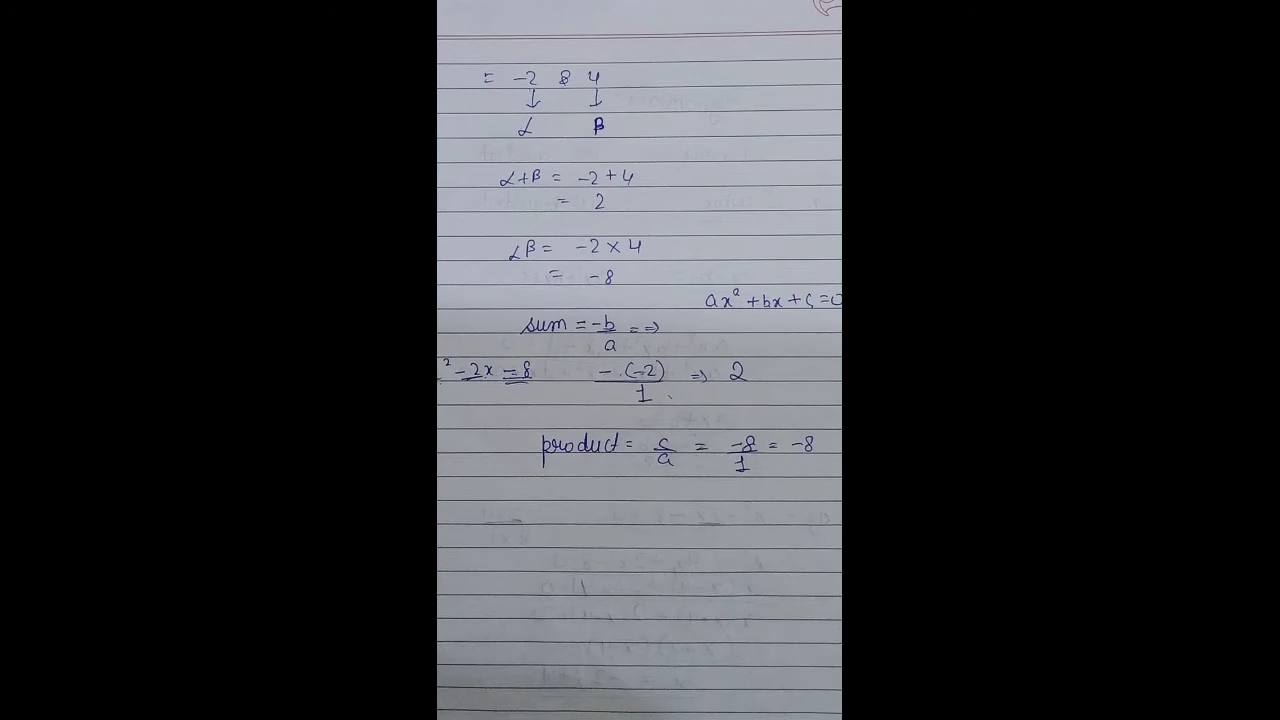 = -2 & 4
↓ ↓
α β
α+β = -2+4
= 2
αβ = -2 × 4
= -8
ax² + bx + c = 0
sum = -b/a = ⇒
² - 2x - 8 -(-2)/1 ⇒ 2
product = c/a = -8/1 = -8